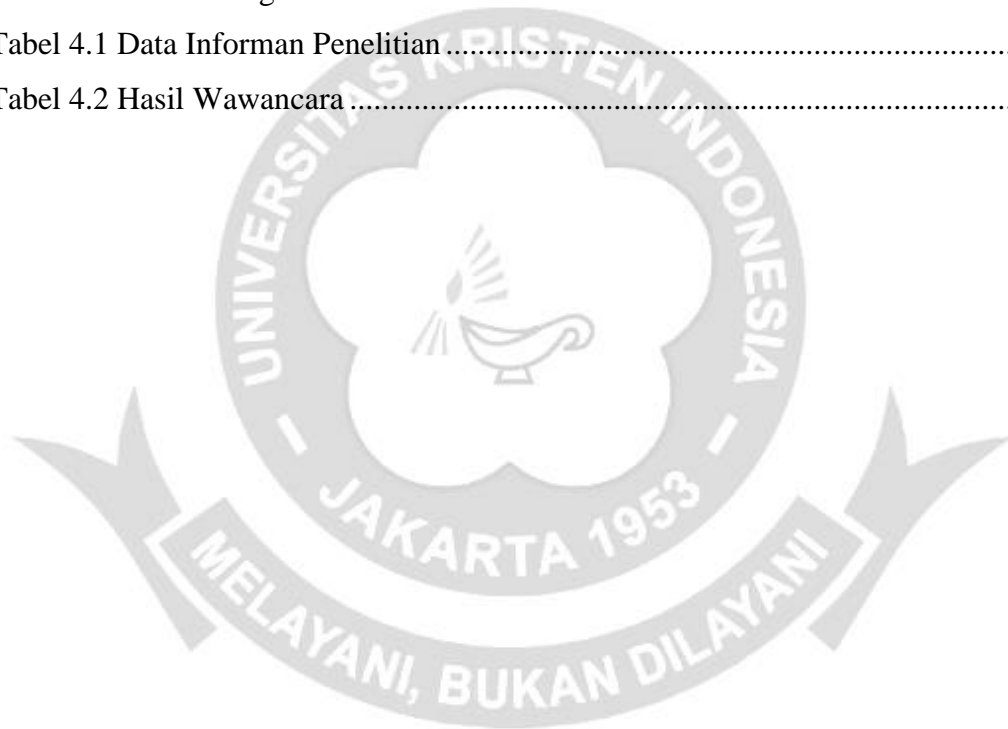 Tabel 4.1 Data Informan Penelitian
Tabel 4.2 Hasil Wawancara
UNIVERSITAS KRISTEN INDONESIA
JAKARTA 1953
MELAYANI, BUKAN DILAYANI